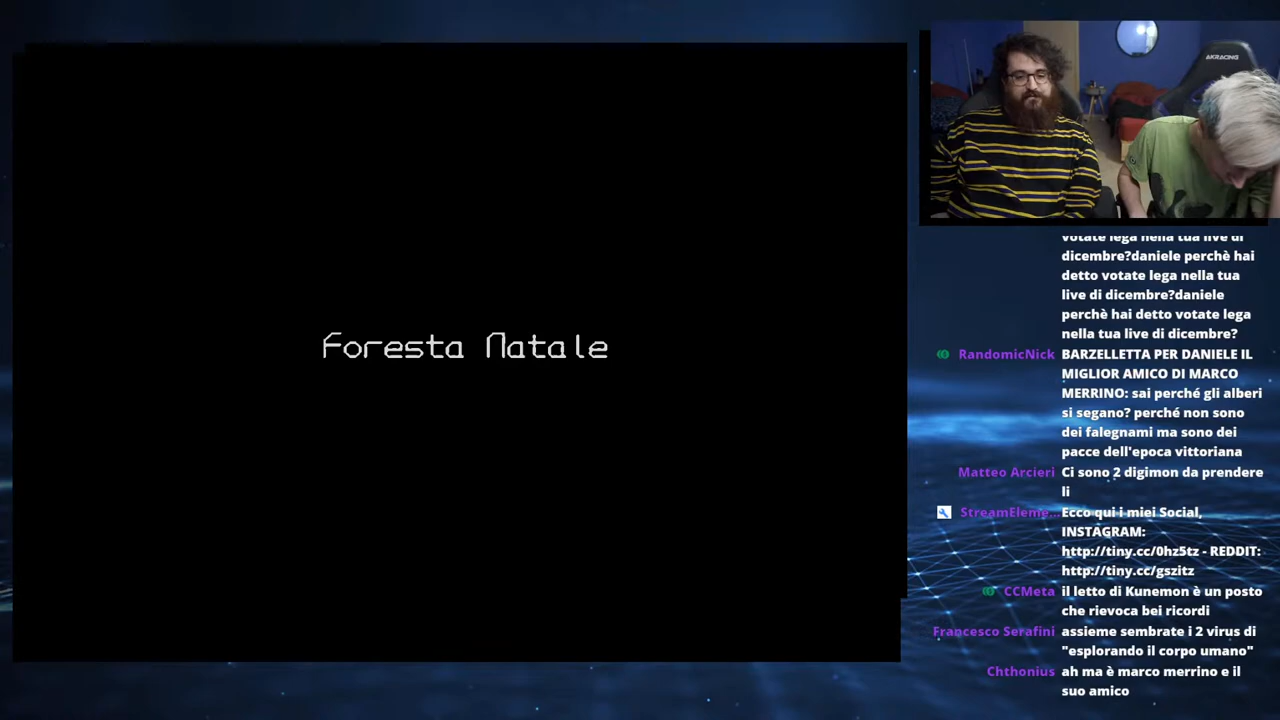 Foresta Natale
AKRACING
votate lega nella tua live di
dicembre?daniele perchè hai
detto votate lega nella tua
live di dicembre?daniele
perchè hai detto votate lega
nella tua live di dicembre?
RandomicNick BARZELLETTA PER DANIELE IL
MIGLIOR AMICO DI MARCO
MERRINO: sai perché gli alberi
si segano? perché non sono
dei falegnami ma sono dei
pacce dell'epoca vittoriana
Matteo Arcieri Ci sono 2 digimon da prendere
li
StreamEleme... Ecco qui i miei Social,
INSTAGRAM:
http://tiny.cc/0hz5tz - REDDIT:
http://tiny.cc/gszitz
CCMeta il letto di Kunemon è un posto
che rievoca bei ricordi
Francesco Serafini assieme sembrate i 2 virus di
"esplorando il corpo umano"
Chthonius ah ma è marco merrino e il
suo amico